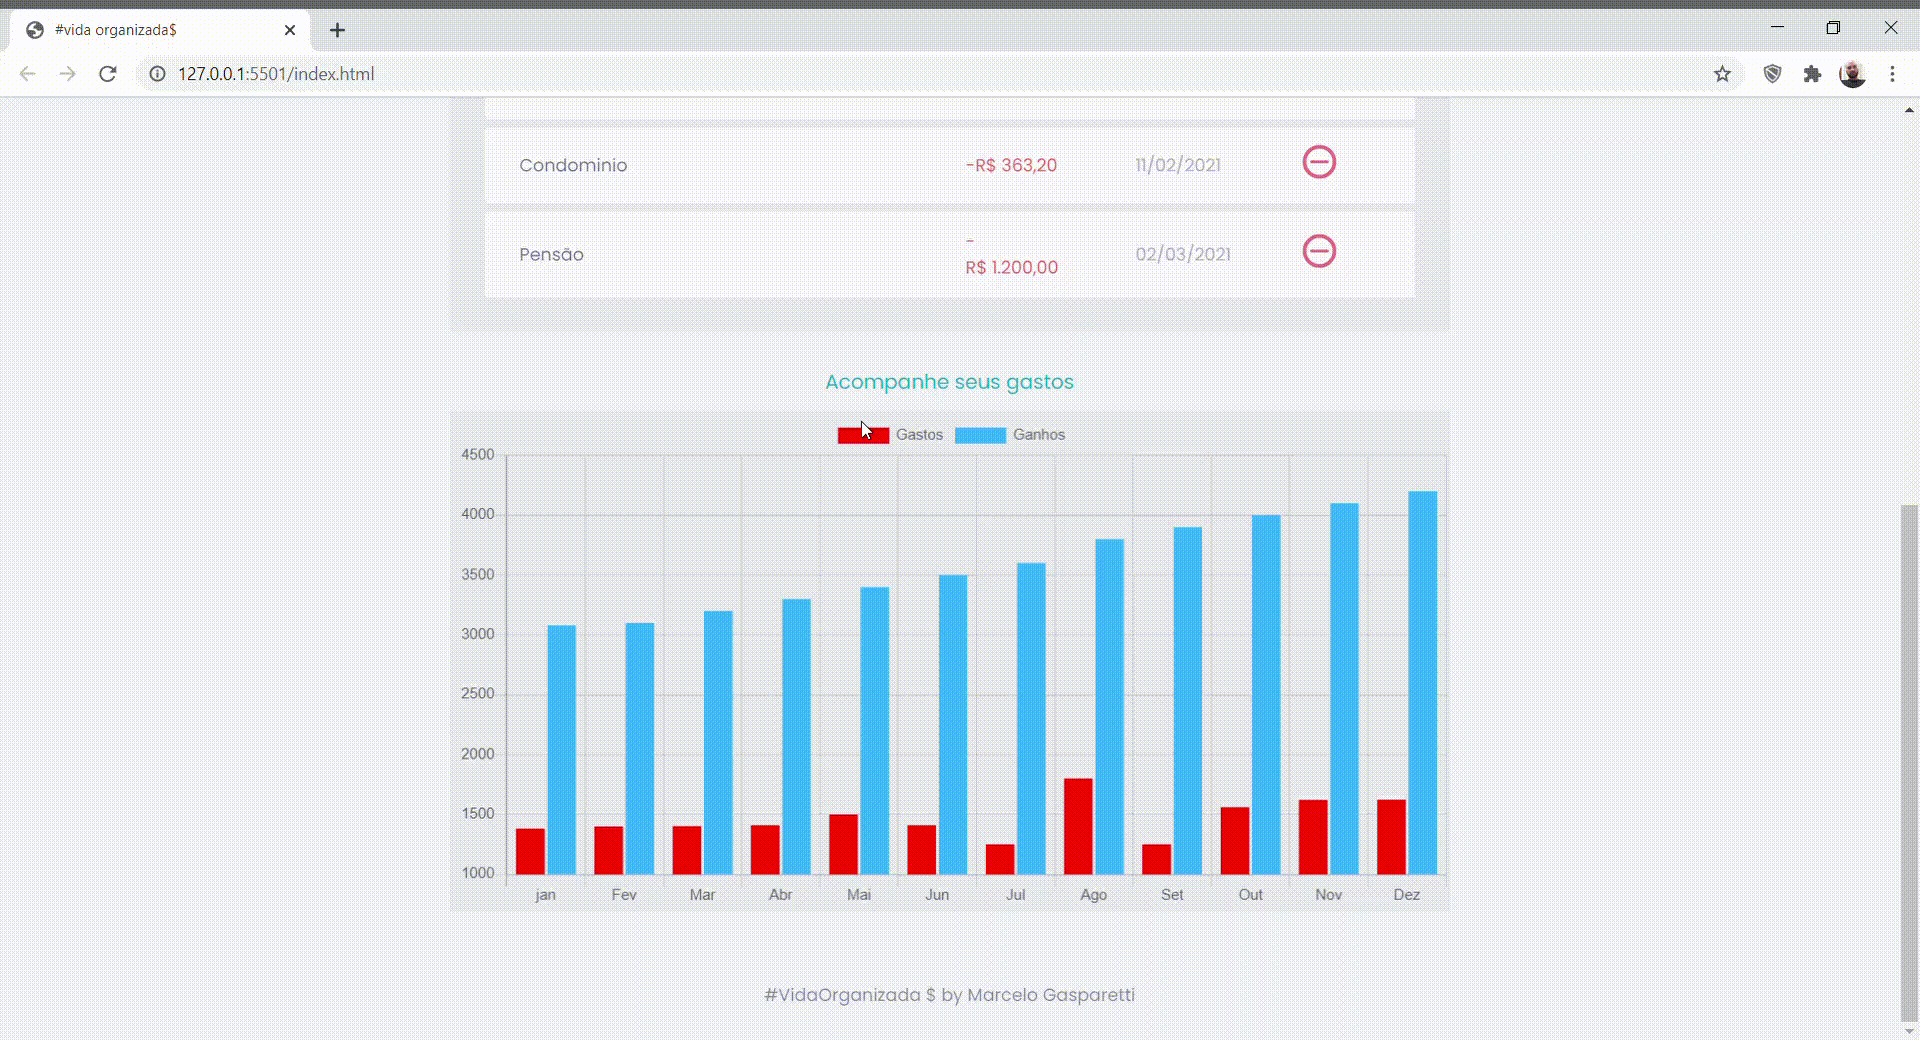 #vida organizada$
127.0.0.1:5501/index.html
Condominio -R$ 363,20 11/02/2021
Pensão -
R$ 1.200,00 02/03/2021
Acompanhe seus gastos
Gastos Ganhos
4500
4000
3500
3000
2500
2000
1500
1000
jan Fev Mar Abr Mai Jun Jul Ago Set Out Nov Dez
#VidaOrganizada $ by Marcelo Gasparetti